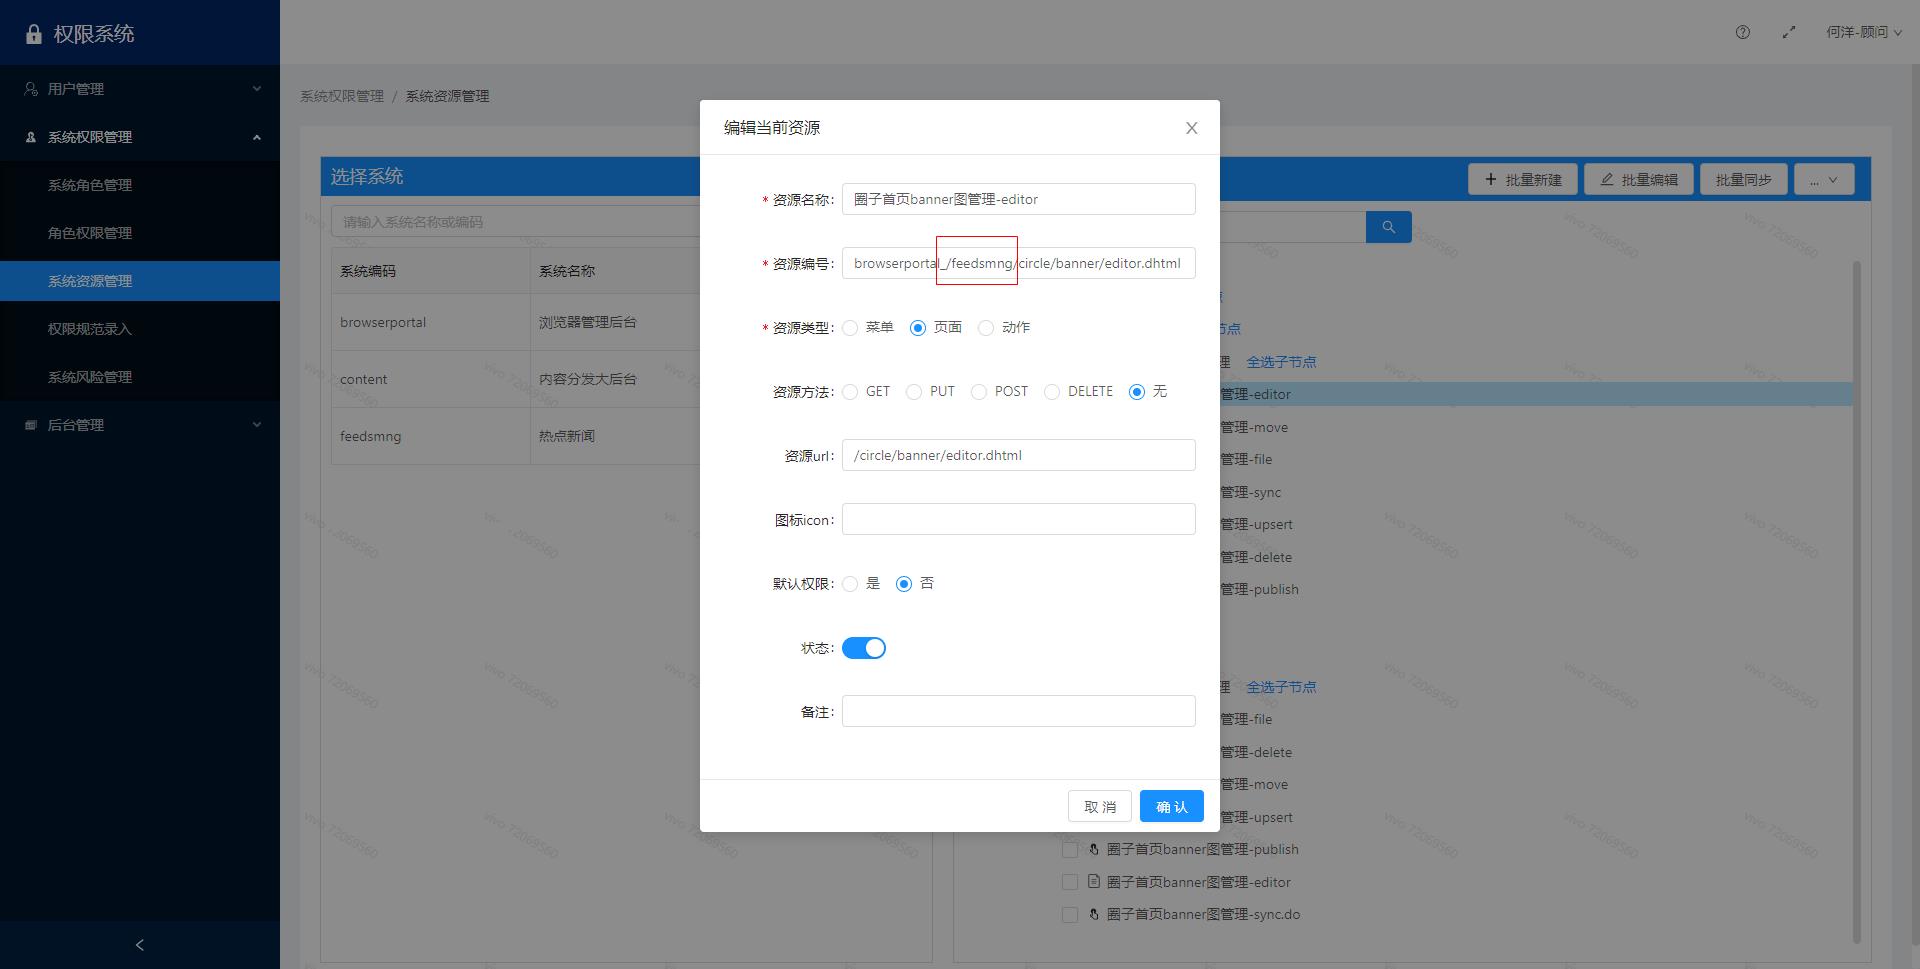 权限系统
何洋-顾问
用户管理
系统权限管理
系统角色管理
角色权限管理
系统资源管理
权限规范录入
系统风险管理
后台管理
系统权限管理 / 系统资源管理
选择系统
请输入系统名称或编码
系统编码 系统名称
browserportal 浏览器管理后台
content 内容分发大后台
feedsmng 热点新闻
+ 批量新建 批量编辑 批量同步 ...
编辑当前资源
* 资源名称: 圈子首页banner图管理-editor
* 资源编号: browserportal_/feedsmng/circle/banner/editor.dhtml
* 资源类型: 菜单 页面 动作
资源方法: GET PUT POST DELETE 无
资源url: /circle/banner/editor.dhtml
图标icon:
默认权限: 是 否
状态:
备注:
取 消 确 认
节点
理 全选子节点
管理-editor
管理-move
管理-file
管理-sync
管理-upsert
管理-delete
管理-publish
理 全选子节点
管理-file
管理-delete
管理-move
管理-upsert
圈子首页banner图管理-publish
圈子首页banner图管理-editor
圈子首页banner图管理-sync.do
vivo 72069560